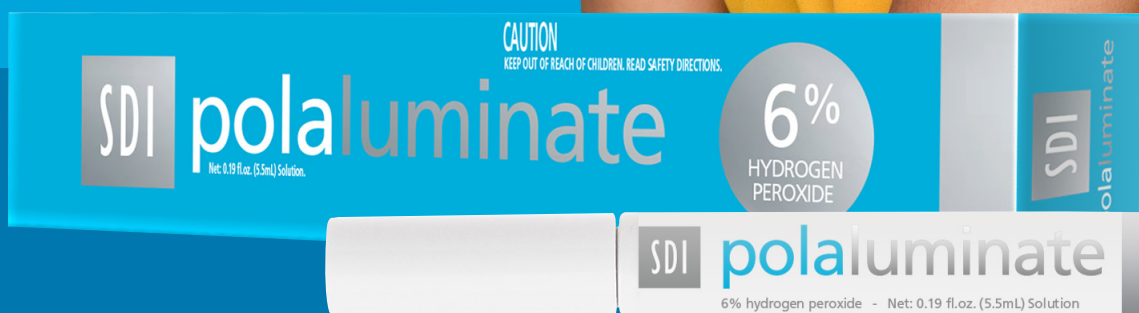 CAUTION
KEEP OUT OF REACH OF CHILDREN. READ SAFETY DIRECTIONS.
SDI
polaluminate
Net: 0.19 fl.oz. (5.5mL) Solution.
6%
HYDROGEN
PEROXIDE
SDI
olaluminate
SDI
polaluminate
6% hydrogen peroxide - Net: 0.19 fl.oz. (5.5mL) Solution